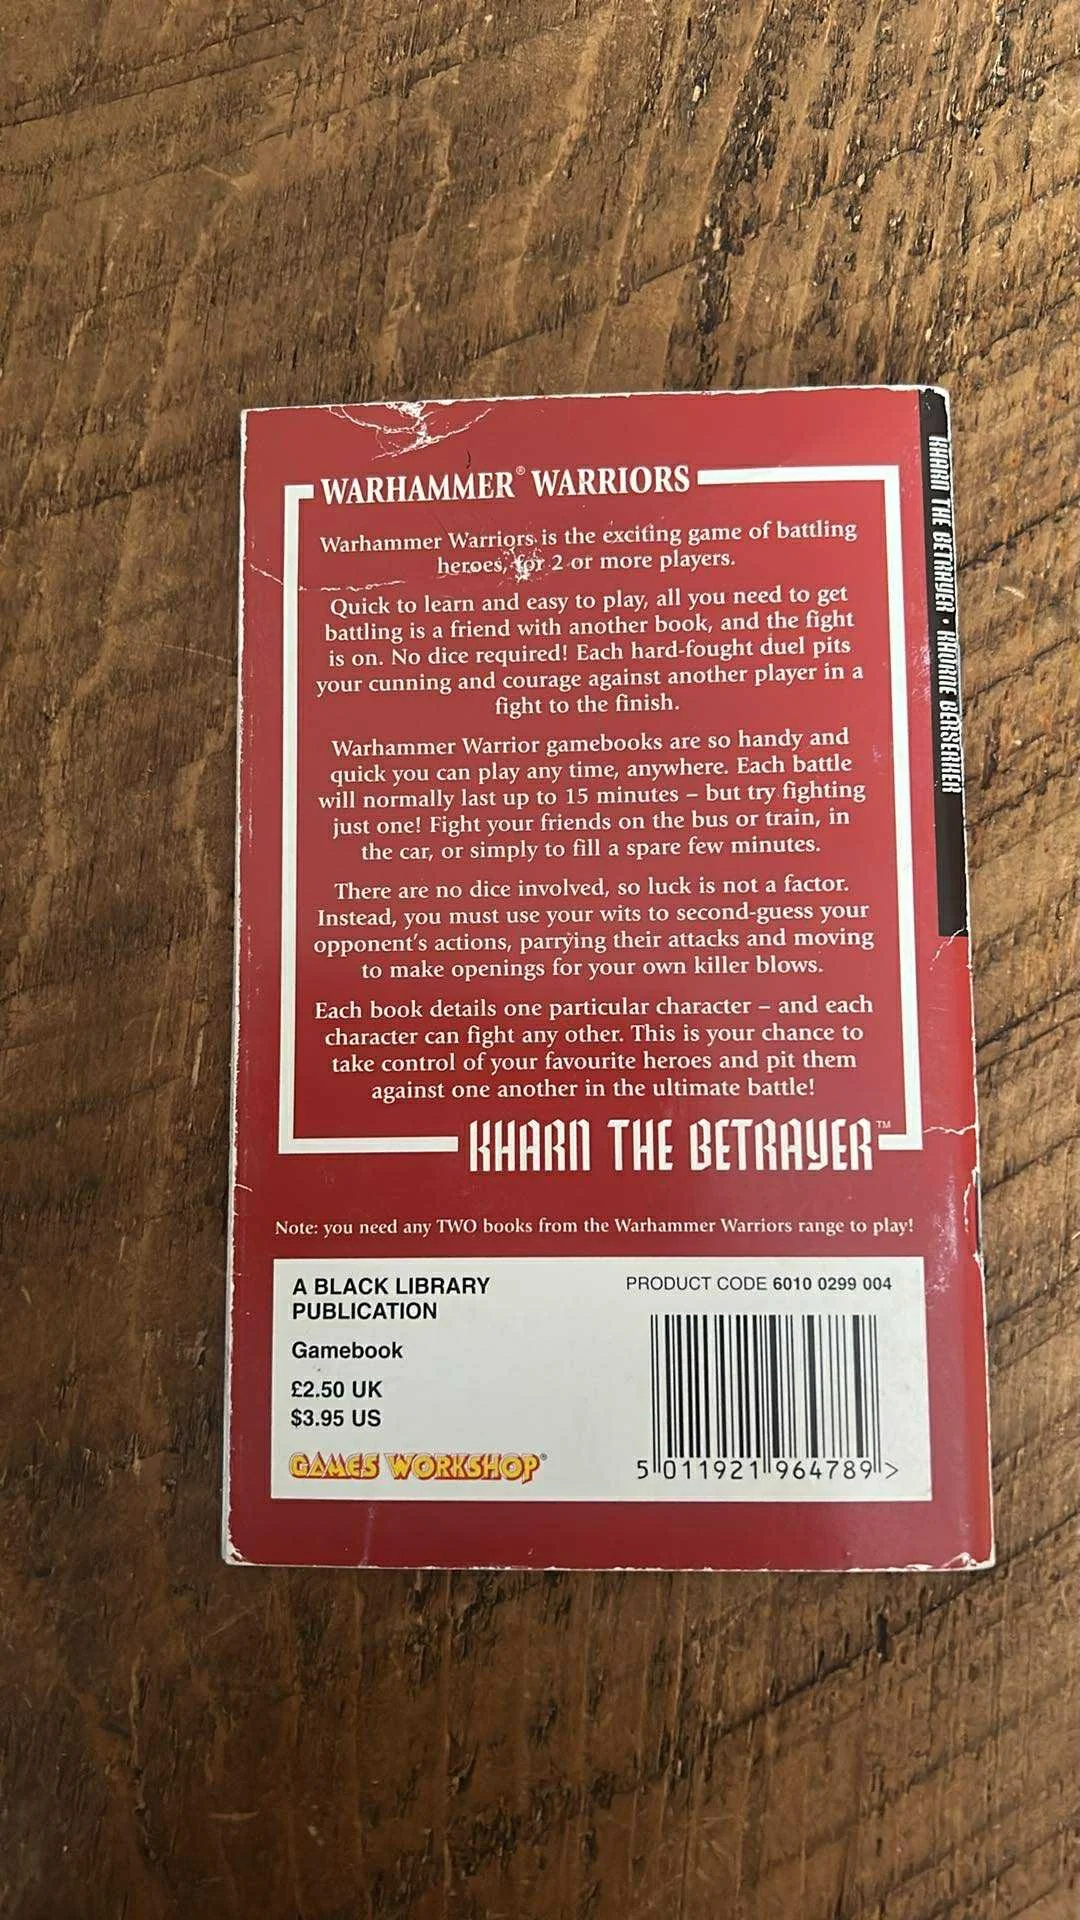 WARHAMMER® WARRIORS
Warhammer Warriors is the exciting game of battling
heroes, for 2 or more players.
Quick to learn and easy to play, all you need to get
battling is a friend with another book, and the fight
is on. No dice required! Each hard-fought duel pits
your cunning and courage against another player in a
fight to the finish.
Warhammer Warrior gamebooks are so handy and
quick you can play any time, anywhere. Each battle
will normally last up to 15 minutes – but try fighting
just one! Fight your friends on the bus or train, in
the car, or simply to fill a spare few minutes.
There are no dice involved, so luck is not a factor.
Instead, you must use your wits to second-guess your
opponent's actions, parrying their attacks and moving
to make openings for your own killer blows.
Each book details one particular character – and each
character can fight any other. This is your chance to
take control of your favourite heroes and pit them
against one another in the ultimate battle!
KHARN THE BETRAYER™
Note: you need any TWO books from the Warhammer Warriors range to play!
A BLACK LIBRARY
PUBLICATION
Gamebook
£2.50 UK
$3.95 US
GAMES WORKSHOP®
PRODUCT CODE 6010 0299 004
5 011921 964789 >
KHARN THE BETRAYER • KHORNE BERSERKER